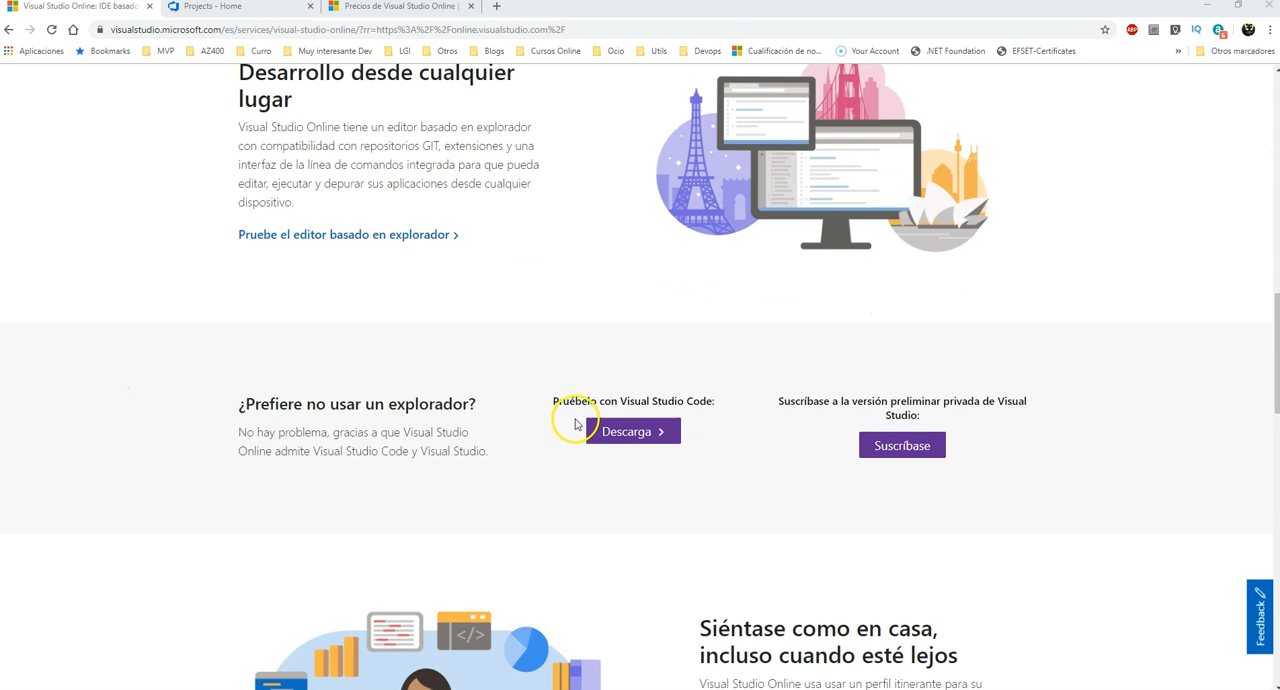 Visual Studio Online: IDE basado
Projects - Home
Precios de Visual Studio Online |
visualstudio.microsoft.com/es/services/visual-studio-online/?rr=https%3A%2F%2Fonline.visualstudio.com%2F
ABP
IQ
6
Aplicaciones
Bookmarks
MVP
AZ400
Curro
Muy interesante Dev
LGI
Otros
Blogs
Cursos Online
Ocio
Utils
Devops
Cualificación de no...
Your Account
.NET Foundation
EFSET-Certificates
»
Otros marcadores
Desarrollo desde cualquier
lugar
Visual Studio Online tiene un editor basado en explorador
con compatibilidad con repositorios GIT, extensiones y una
interfaz de la línea de comandos integrada para que pueda
editar, ejecutar y depurar sus aplicaciones desde cualquier
dispositivo.
Pruebe el editor basado en explorador >
¿Prefiere no usar un explorador?
No hay problema, gracias a que Visual Studio
Online admite Visual Studio Code y Visual Studio.
Pruébelo con Visual Studio Code:
Descarga >
Suscríbase a la versión preliminar privada de Visual
Studio:
Suscríbase
</>
Siéntase como en casa,
incluso cuando esté lejos
Visual Studio Online usa usar un perfil itinerante para su
Feedback